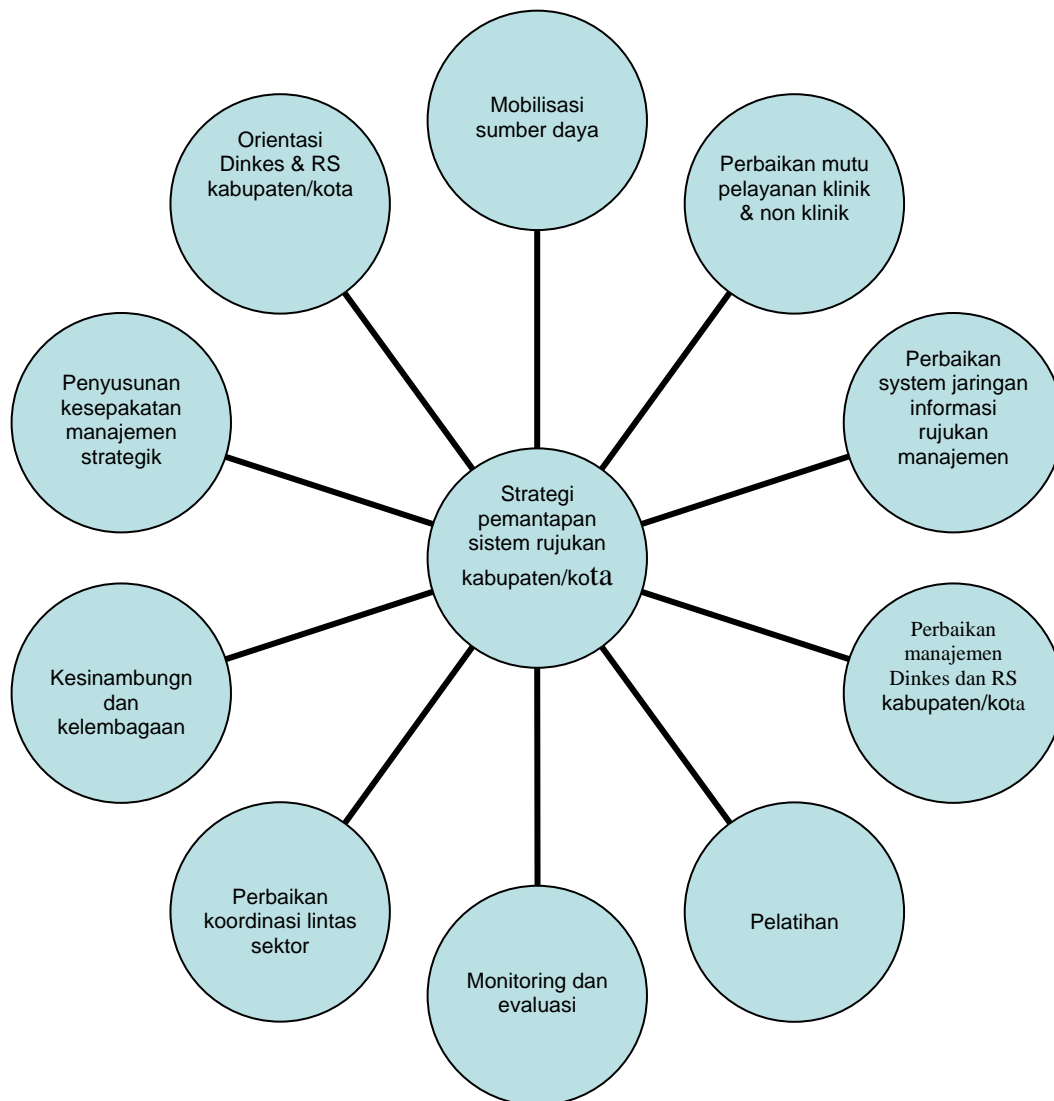 Mobilisasi
sumber daya
Orientasi
Dinkes & RS
kabupaten/kota
Perbaikan mutu
pelayanan klinik
& non klinik
Penyusunan
kesepakatan
manajemen
strategik
Perbaikan
system jaringan
informasi
rujukan
manajemen
Strategi
pemantapan
sistem rujukan
kabupaten/kota
Kesinambungn
dan
kelembagaan
Perbaikan
manajemen
Dinkes dan RS
kabupaten/kota
Perbaikan
koordinasi lintas
sektor
Pelatihan
Monitoring dan
evaluasi